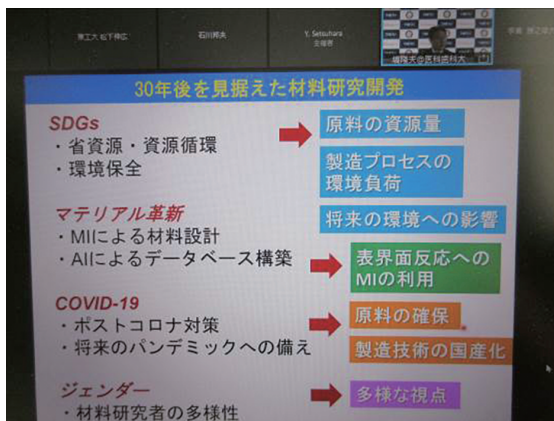 東工大 松下伸広
石川邦夫
Y. Setsuhara
主催者
30年後を見据えた材料研究開発
SDGs
・省資源・資源循環
・環境保全
原料の資源量
製造プロセスの
環境負荷
将来の環境への影響
マテリアル革新
・MIによる材料設計
・AIによるデータベース構築
表界面反応への
MIの利用
COVID-19
・ポストコロナ対策
・将来のパンデミックへの備え
原料の確保
製造技術の国産化
ジェンダー
・材料研究者の多様性
多様な視点